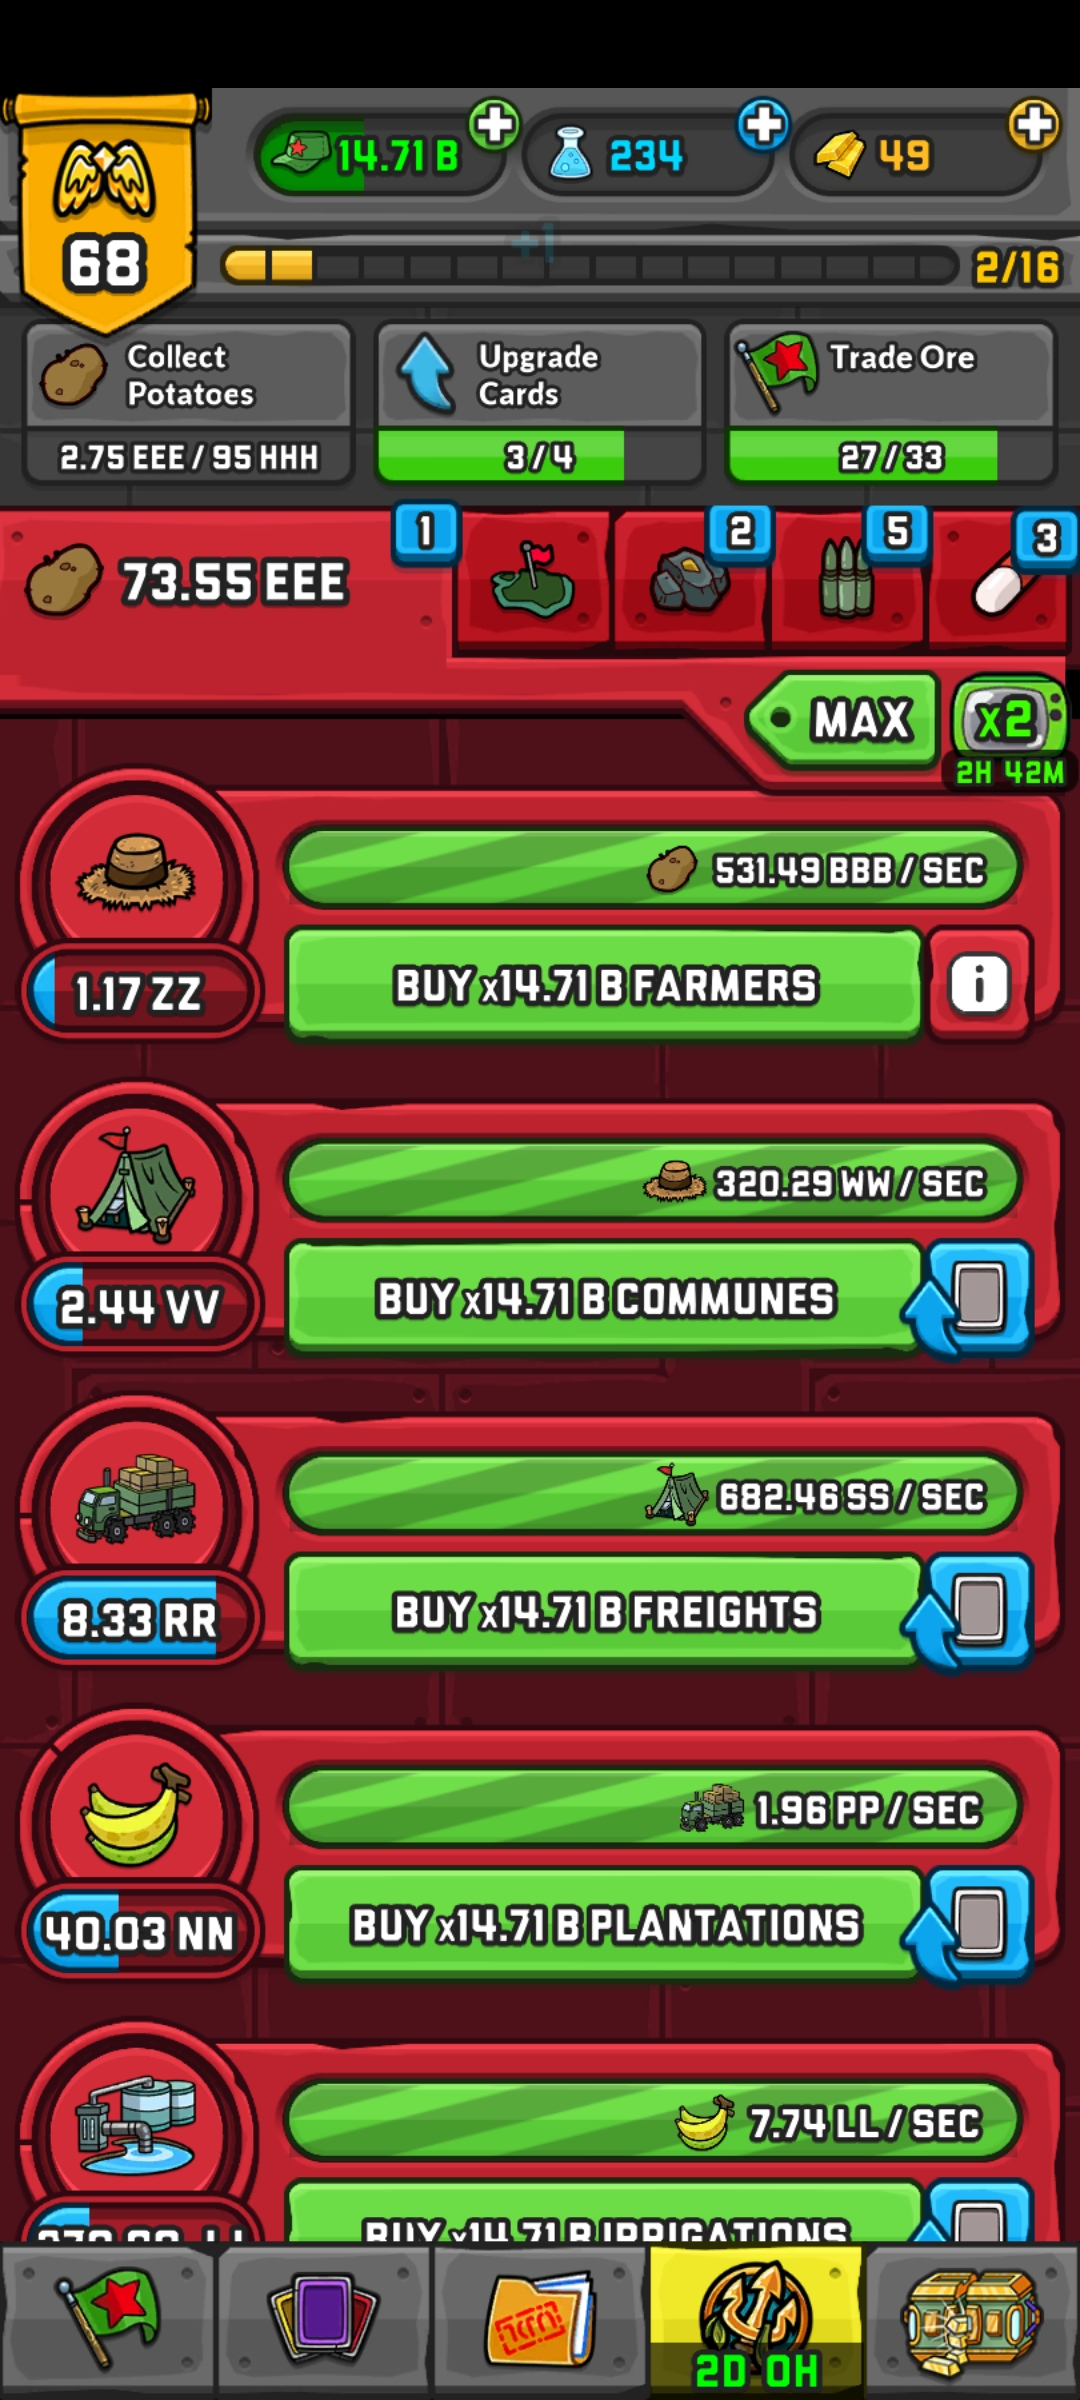 14.71 B
234
49
68
+1
2/16
Collect
Potatoes
2.75 EEE / 95 HHH
Upgrade
Cards
3/4
Trade Ore
27/33
73.55 EEE
1
2
5
3
MAX
x2
2H 42M
531.49 BBB / SEC
1.17 ZZ
BUY x14.71 B FARMERS
i
320.29 WW / SEC
2.44 VV
BUY x14.71 B COMMUNES
682.46 SS / SEC
8.33 RR
BUY x14.71 B FREIGHTS
1.96 PP / SEC
40.03 NN
BUY x14.71 B PLANTATIONS
7.74 LL / SEC
BUY x14.71 B IRRIGATIONS
2D 0H